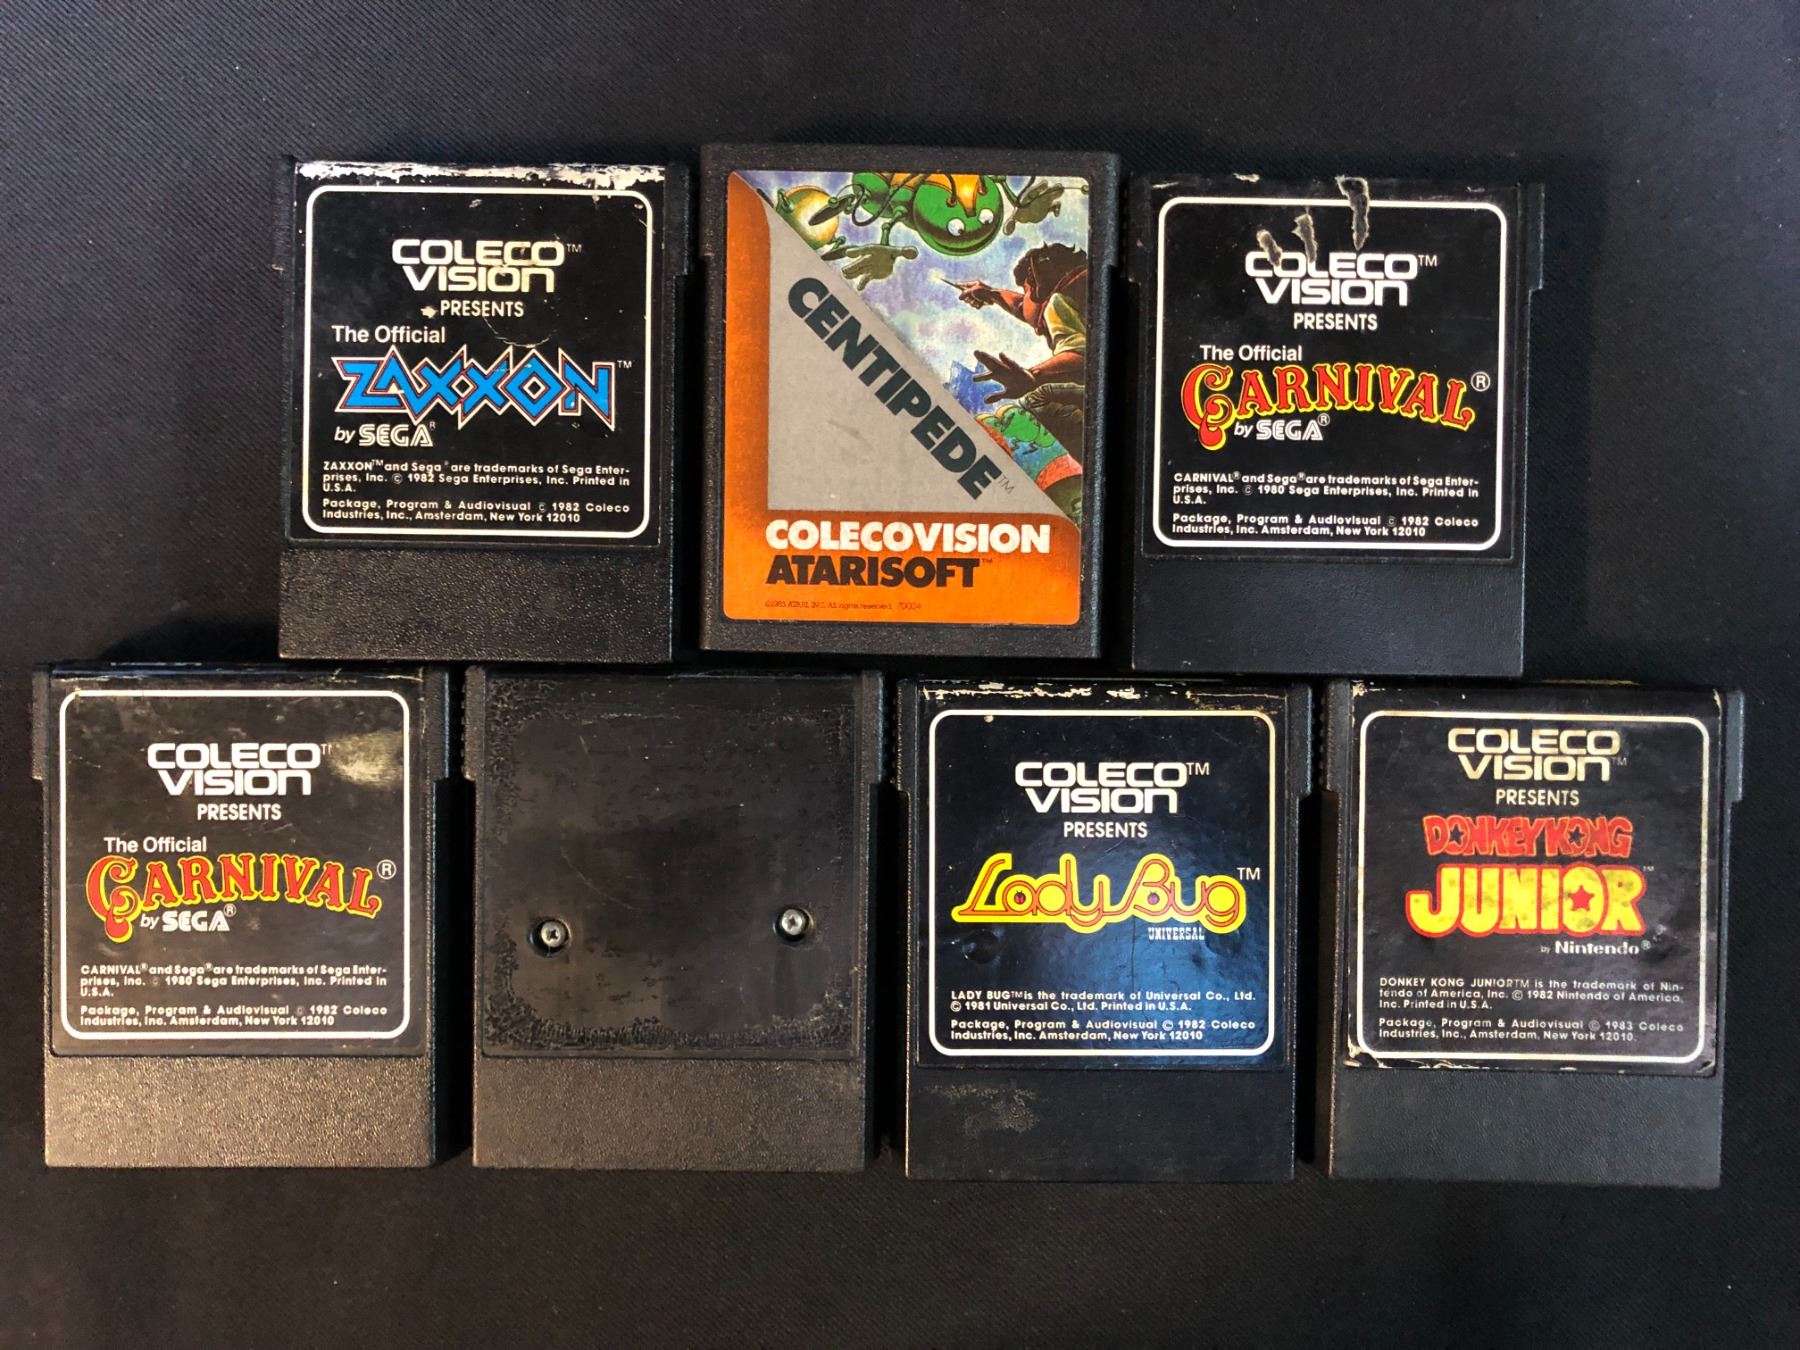 COLECO™
VISION
PRESENTS
The Official
ZAXXON™
by SEGA®
ZAXXON™ and Sega® are trademarks of Sega Enter-
prises, Inc. © 1982 Sega Enterprises, Inc. Printed in
U.S.A.
Package, Program & Audiovisual © 1982 Coleco
Industries, Inc., Amsterdam, New York 12010
CENTIPEDE™
COLECOVISION
ATARISOFT™
©1983 ATARI, INC. All rights reserved. 70004
COLECO™
VISION
PRESENTS
The Official
CARNIVAL®
by SEGA®
CARNIVAL® and Sega® are trademarks of Sega Enter-
prises, Inc. © 1980 Sega Enterprises, Inc. Printed in
U.S.A.
Package, Program & Audiovisual © 1982 Coleco
Industries, Inc. Amsterdam, New York 12010
COLECO™
VISION
PRESENTS
The Official
CARNIVAL®
by SEGA®
CARNIVAL® and Sega® are trademarks of Sega Enter-
prises, Inc. © 1980 Sega Enterprises, Inc. Printed in
U.S.A.
Package, Program & Audiovisual © 1982 Coleco
Industries, Inc. Amsterdam, New York 12010
COLECO™
VISION
PRESENTS
Lady Bug™
UNIVERSAL
LADY BUG™ is the trademark of Universal Co., Ltd.
© 1981 Universal Co., Ltd. Printed in U.S.A.
Package, Program & Audiovisual © 1982 Coleco
Industries, Inc. Amsterdam, New York 12010
COLECO
VISION™
PRESENTS
DONKEY KONG
JUNIOR™
by Nintendo®
DONKEY KONG JUNIOR™ is the trademark of Nin-
tendo of America, Inc. © 1982 Nintendo of America,
Inc. Printed in U.S.A.
Package, Program & Audiovisual © 1983 Coleco
Industries, Inc., Amsterdam, New York 12010.